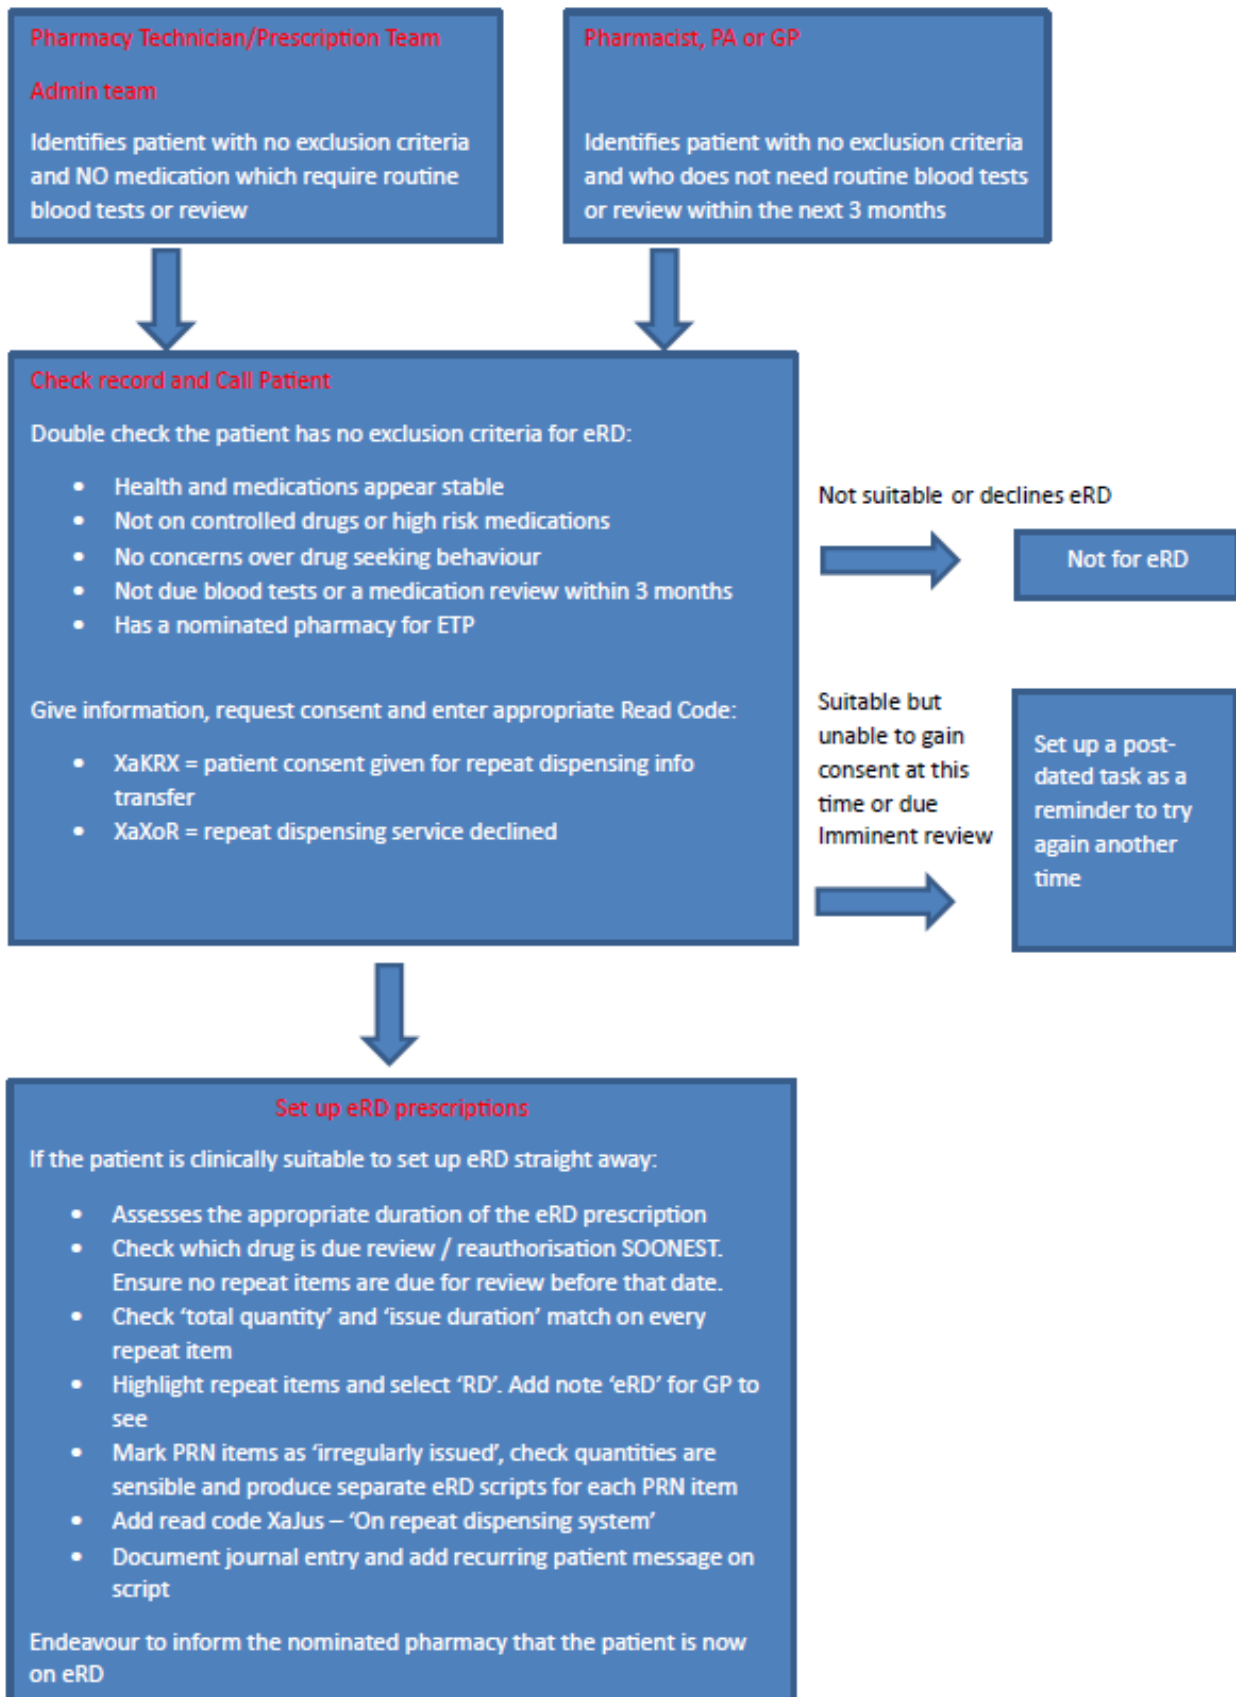 Pharmacy Technician/Prescription Team
Admin team
Identifies patient with no exclusion criteria
and NO medication which require routine
blood tests or review
Pharmacist, PA or GP
Identifies patient with no exclusion criteria
and who does not need routine blood tests
or review within the next 3 months
Check record and Call Patient
Double check the patient has no exclusion criteria for eRD:
• Health and medications appear stable
• Not on controlled drugs or high risk medications
• No concerns over drug seeking behaviour
• Not due blood tests or a medication review within 3 months
• Has a nominated pharmacy for ETP
Give information, request consent and enter appropriate Read Code:
• XaKRX = patient consent given for repeat dispensing info
transfer
• XaXoR = repeat dispensing service declined
Not suitable or declines eRD
Not for eRD
Suitable but
unable to gain
consent at this
time or due
Imminent review
Set up a post-
dated task as a
reminder to try
again another
time
Set up eRD prescriptions
If the patient is clinically suitable to set up eRD straight away:
• Assesses the appropriate duration of the eRD prescription
• Check which drug is due review / reauthorisation SOONEST.
Ensure no repeat items are due for review before that date.
• Check ‘total quantity’ and ‘issue duration’ match on every
repeat item
• Highlight repeat items and select ‘RD’. Add note ‘eRD’ for GP to
see
• Mark PRN items as ‘irregularly issued’, check quantities are
sensible and produce separate eRD scripts for each PRN item
• Add read code XaJus – ‘On repeat dispensing system’
• Document journal entry and add recurring patient message on
script
Endeavour to inform the nominated pharmacy that the patient is now
on eRD